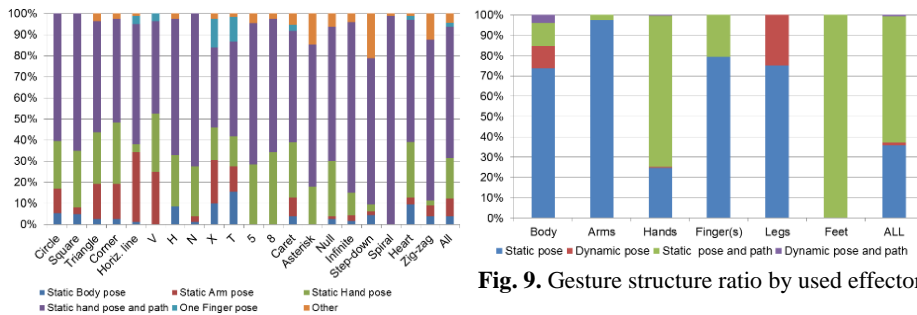 100%
90%
80%
70%
60%
50%
40%
30%
20%
10%
0%
Circle
Square
Triangle
Corner
Horiz. line
V
H
N
X
T
5
8
Caret
Asterisk
Null
Infinite
Step-down
Spiral
Heart
Zig-zag
All
Static Body pose
Static Arm pose
Static Hand pose
Static hand pose and path
One Finger pose
Other
100%
90%
80%
70%
60%
50%
40%
30%
20%
10%
0%
Body
Arms
Hands
Finger(s)
Legs
Feet
ALL
Static pose
Dynamic pose
Static pose and path
Dynamic pose and path
Fig. 9. Gesture structure ratio by used effector